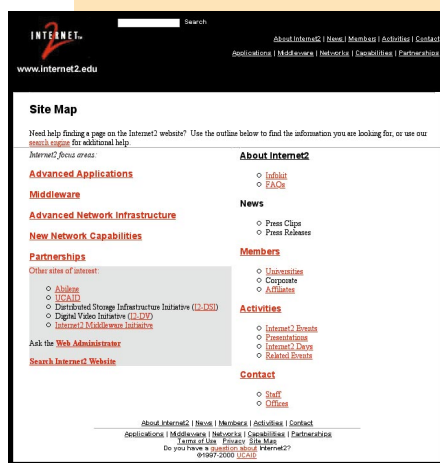 Search
INTERNET
2
www.internet2.edu
About Internet2 | News | Members | Activities | Contact
Applications | Middleware | Networks | Capabilities | Partnerships
Site Map
Need help finding a page on the Internet2 website? Use the outline below to find the information you are looking for, or use our
search engine for additional help.
Internet2 focus areas:
Advanced Applications
Middleware
Advanced Network Infrastructure
New Network Capabilities
Partnerships
Other sites of interest:
Abilene
UCAID
Distributed Storage Infrastructure Initiative (I2-DSI)
Digital Video Initiative (I2-DV)
Internet2 Middleware Initiative
Ask the Web Administrator
Search Internet2 Website
About Internet2
Infokit
FAQs
News
Press Clips
Press Releases
Members
Universities
Corporate
Affiliates
Activities
Internet2 Events
Presentations
Internet2 Days
Related Events
Contact
Staff
Offices
About Internet2 | News | Members | Activities | Contact
Applications | Middleware | Networks | Capabilities | Partnerships
Terms of Use Privacy Site Map
Do you have a question about Internet2?
©1997-2000 UCAID